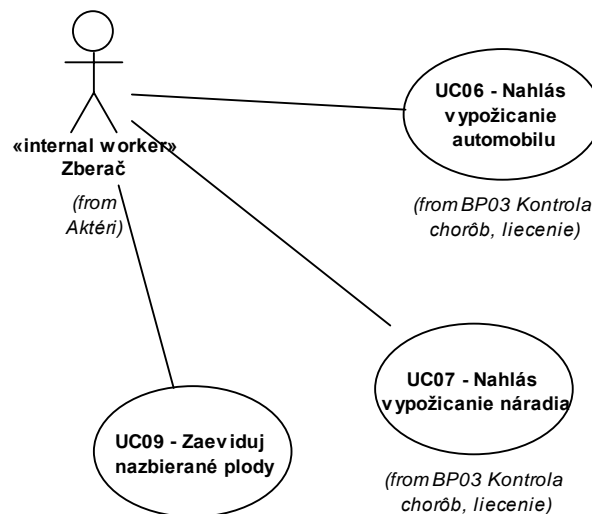 «internal worker»
Zberač
(from
Aktéri)
UC06 - Nahlás
vypožicanie
automobilu
(from BP03 Kontrola
chorôb, liecenie)
UC07 - Nahlás
vypožicanie náradia
(from BP03 Kontrola
chorôb, liecenie)
UC09 - Zaeviduj
nazbierané plody